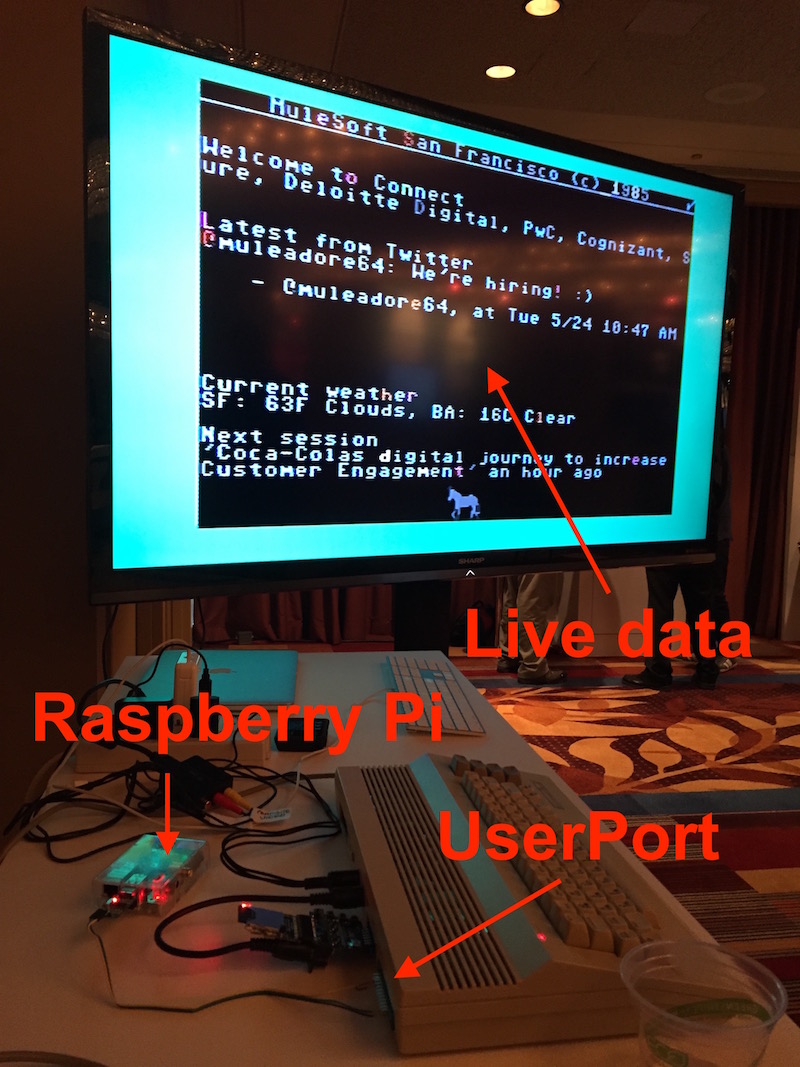 MuleSoft San Francisco (c) 1985
Welcome to Connect
ure, Deloitte Digital, PwC, Cognizant, S
Latest from Twitter
@muleadore64: We're hiring! :)
- @muleadore64, at Tue 5/24 10:47 AM
Current weather
SF: 63F Clouds, BA: 16C Clear
Next session
'Coca-Colas digital journey to increase
Customer Engagement' an hour ago
SHARP
Live data
Raspberry Pi
UserPort